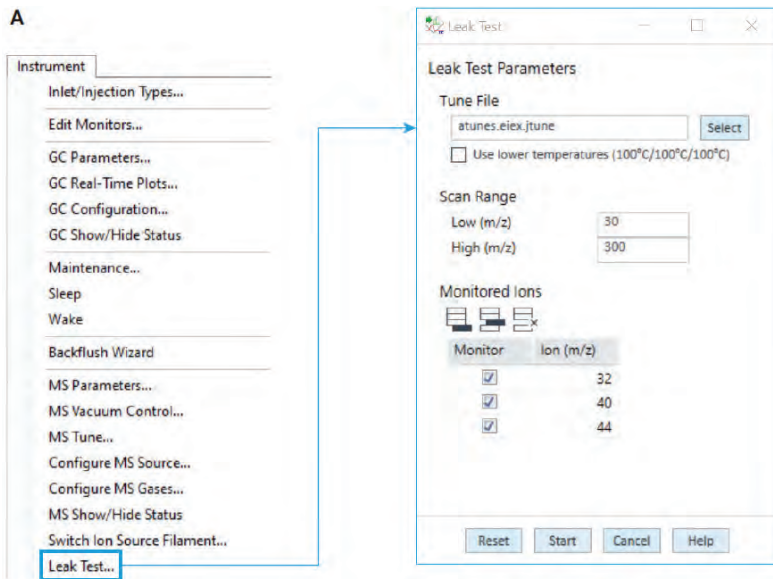 A
Instrument
Inlet/Injection Types...
Edit Monitors...
GC Parameters...
GC Real-Time Plots...
GC Configuration...
GC Show/Hide Status
Maintenance...
Sleep
Wake
Backflush Wizard
MS Parameters...
MS Vacuum Control...
MS Tune...
Configure MS Source...
Configure MS Gases...
MS Show/Hide Status
Switch Ion Source Filament...
Leak Test...
Leak Test
Leak Test Parameters
Tune File
atunes.eiex.jtune Select
Use lower temperatures (100°C/100°C/100°C)
Scan Range
Low (m/z) 30
High (m/z) 300
Monitored Ions
Monitor Ion (m/z)
32
40
44
Reset Start Cancel Help